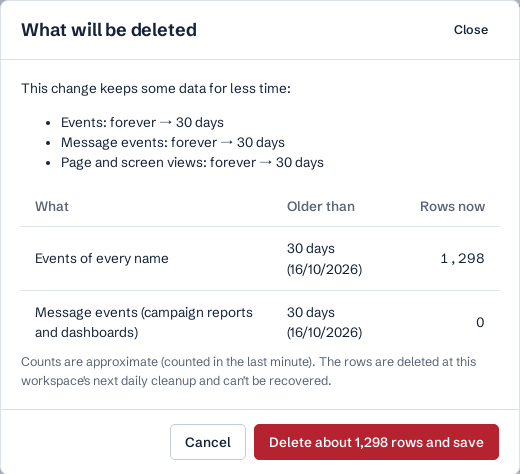 What will be deleted
Close
This change keeps some data for less time:
• Events: forever → 30 days
• Message events: forever → 30 days
• Page and screen views: forever → 30 days
What Older than Rows now
Events of every name
30 days
(16/10/2026)
1,298
Message events (campaign reports
and dashboards)
30 days
(16/10/2026)
0
Counts are approximate (counted in the last minute). The rows are deleted at this
workspace's next daily cleanup and can't be recovered.
Cancel
Delete about 1,298 rows and save